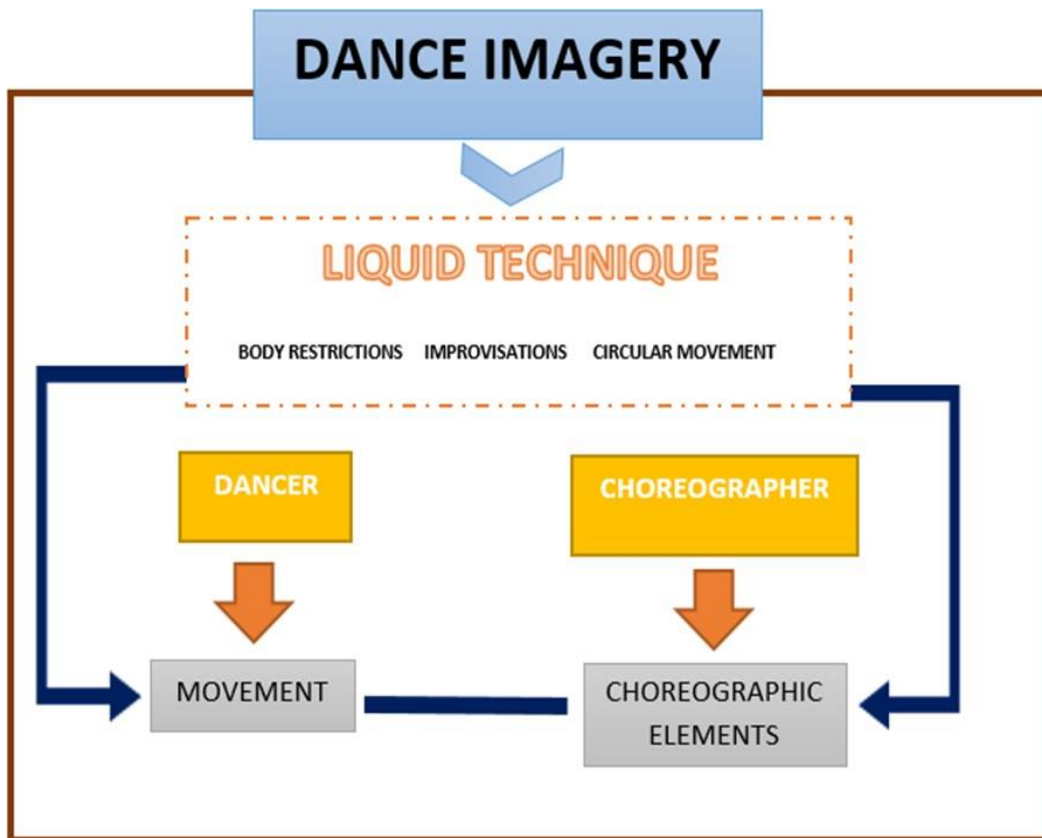 DANCE IMAGERY
LIQUID TECHNIQUE
BODY RESTRICTIONS IMPROVISATIONS CIRCULAR MOVEMENT
DANCER
CHOREOGRAPHER
MOVEMENT
CHOREOGRAPHIC
ELEMENTS